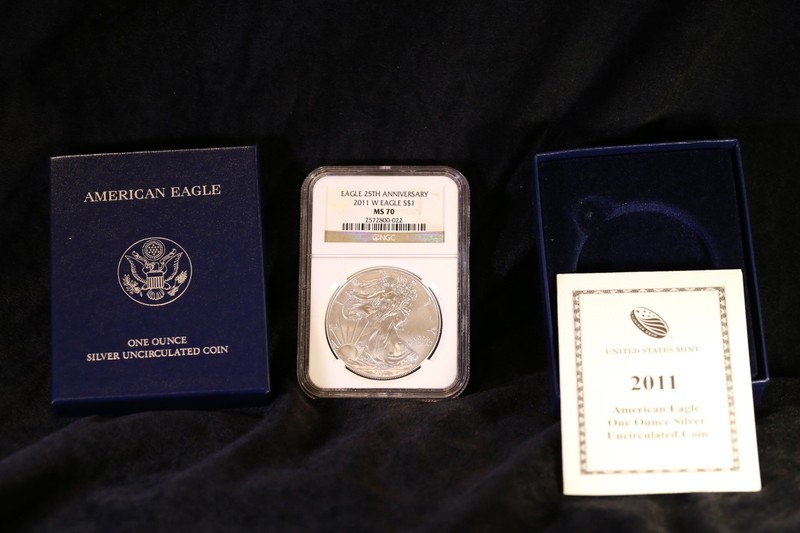 AMERICAN EAGLE
ONE OUNCE
SILVER UNCIRCULATED COIN
EAGLE 25TH ANNIVERSARY
2011 W EAGLE S$1
MS 70
2572800-022
NGC
UNITED STATES MINT
2011
American Eagle
One Ounce Silver
Uncirculated Coin